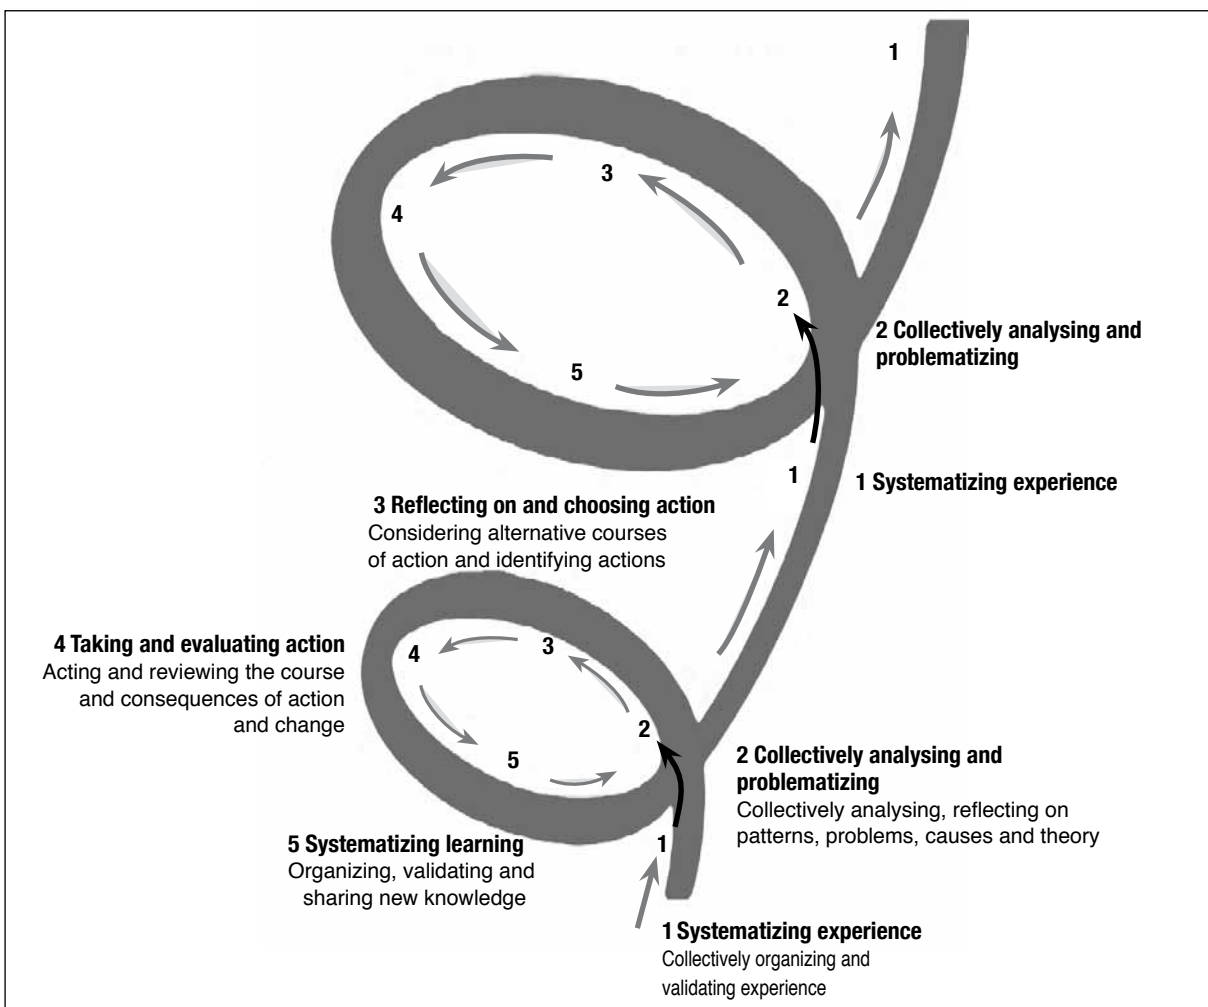 1
3
4
2
5
2 Collectively analysing and
problematizing
1
1 Systematizing experience
3 Reflecting on and choosing action
Considering alternative courses
of action and identifying actions
4 Taking and evaluating action
Acting and reviewing the course
and consequences of action
and change
3
4
2
5
2 Collectively analysing and
problematizing
Collectively analysing, reflecting on
patterns, problems, causes and theory
5 Systematizing learning
Organizing, validating and
sharing new knowledge
1
1 Systematizing experience
Collectively organizing and
validating experience